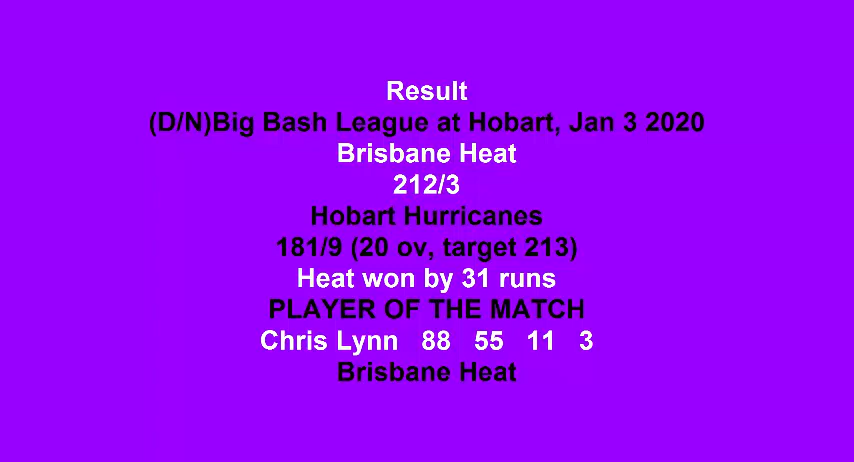 Result
(D/N)Big Bash League at Hobart, Jan 3 2020
Brisbane Heat
212/3
Hobart Hurricanes
181/9 (20 ov, target 213)
Heat won by 31 runs
PLAYER OF THE MATCH
Chris Lynn 88 55 11 3
Brisbane Heat